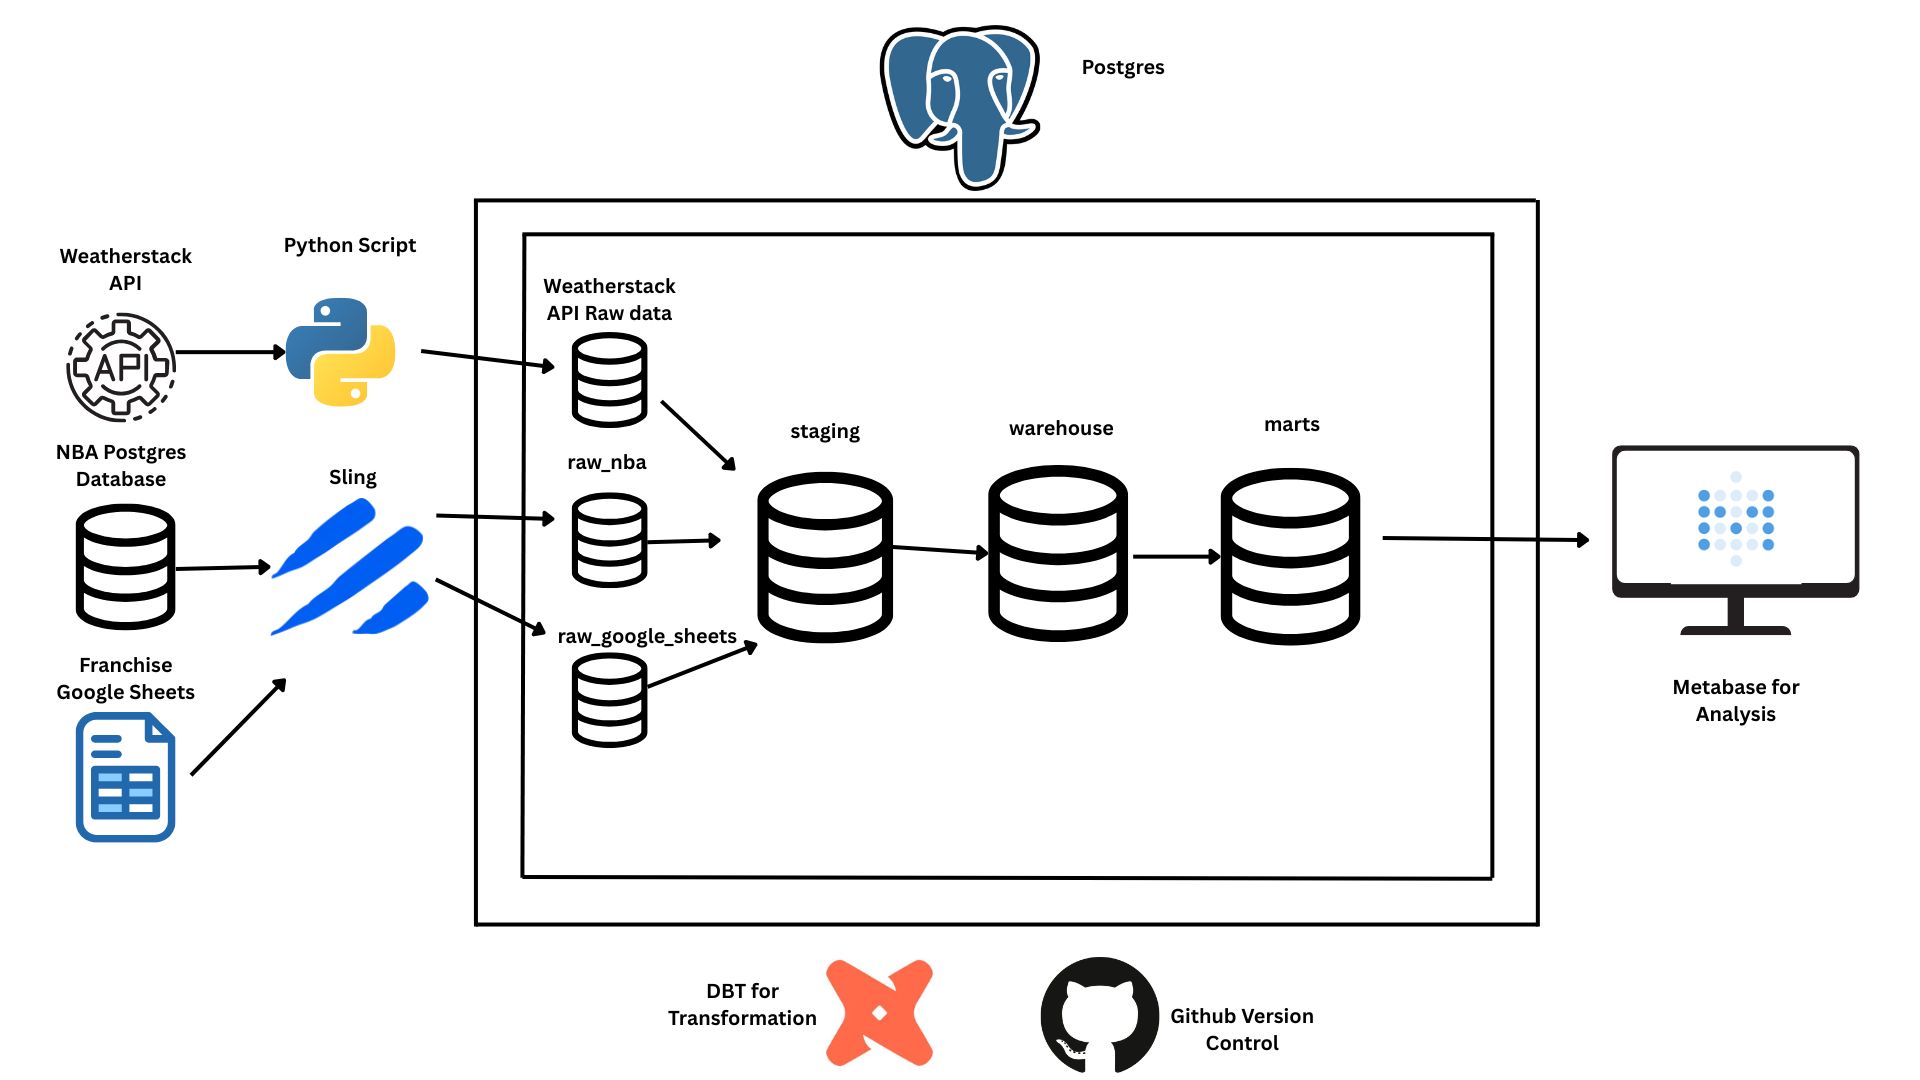 Postgres
Weatherstack
API
API
Python Script
NBA Postgres
Database
Sling
Franchise
Google Sheets
Weatherstack
API Raw data
raw_nba
raw_google_sheets
staging
warehouse
marts
Metabase for
Analysis
DBT for
Transformation
Github Version
Control